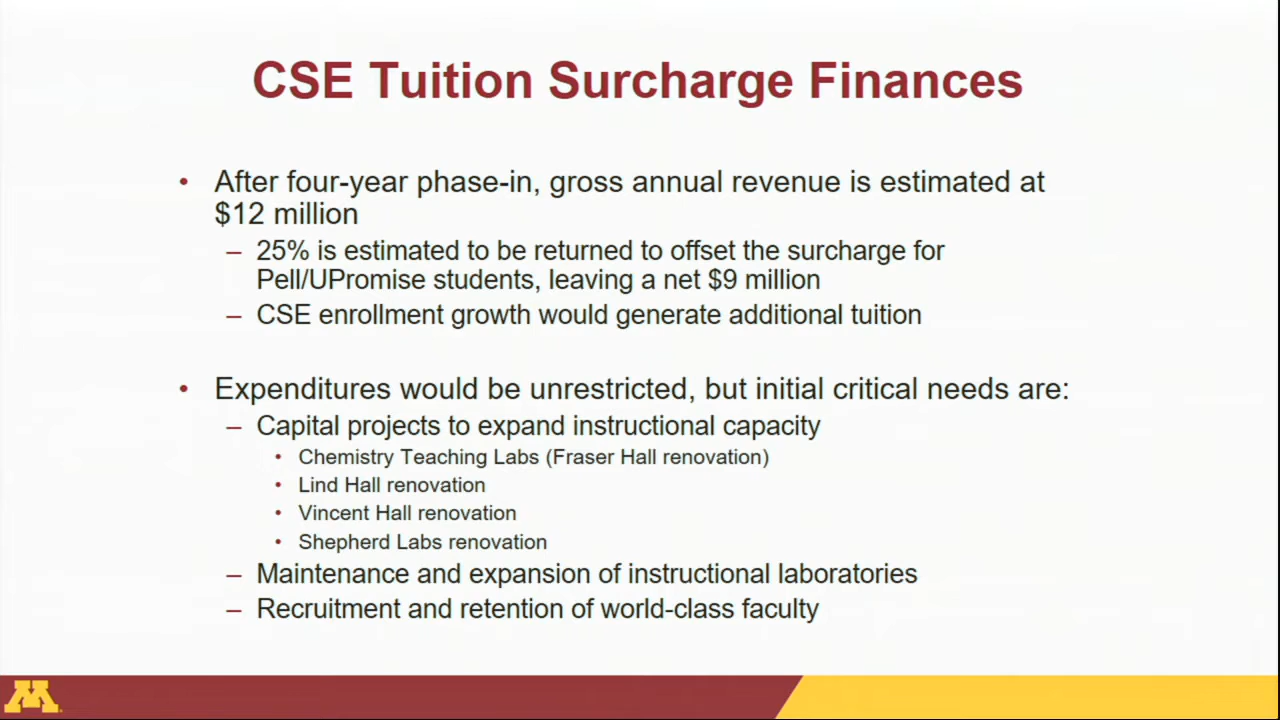 CSE Tuition Surcharge Finances
• After four-year phase-in, gross annual revenue is estimated at
$12 million
– 25% is estimated to be returned to offset the surcharge for
Pell/UPromise students, leaving a net $9 million
– CSE enrollment growth would generate additional tuition
• Expenditures would be unrestricted, but initial critical needs are:
– Capital projects to expand instructional capacity
• Chemistry Teaching Labs (Fraser Hall renovation)
• Lind Hall renovation
• Vincent Hall renovation
• Shepherd Labs renovation
– Maintenance and expansion of instructional laboratories
– Recruitment and retention of world-class faculty
M